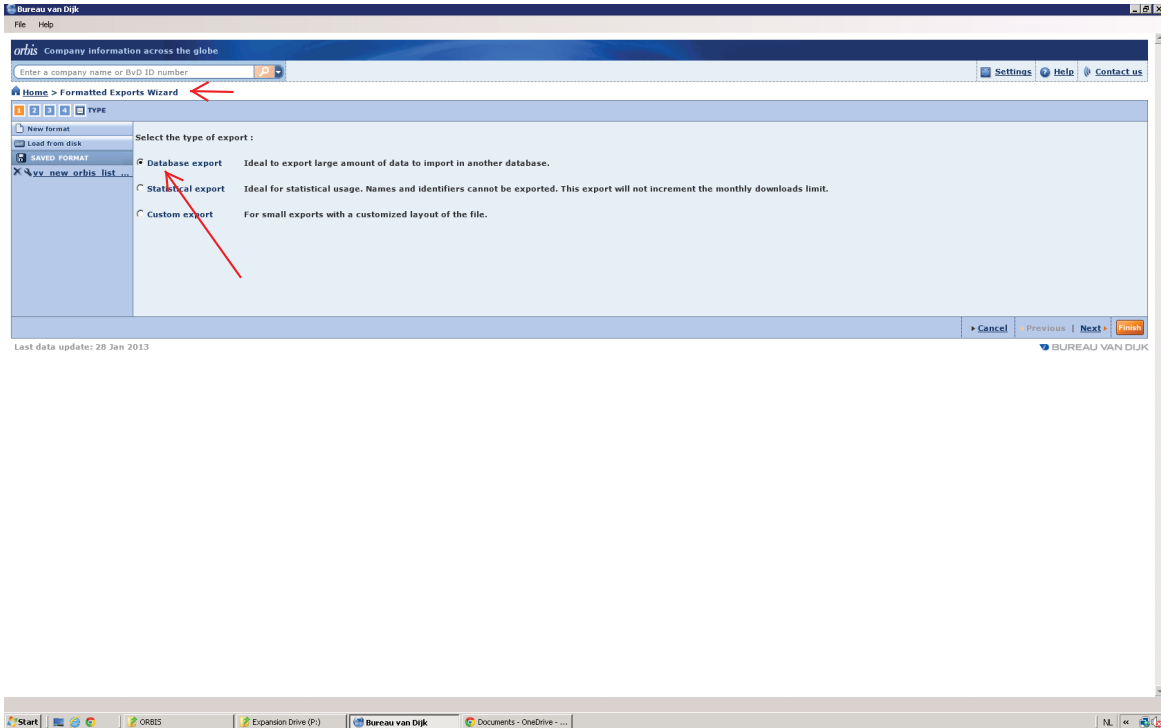 Bureau van Dijk
File Help
orbis Company information across the globe
Enter a company name or BvD ID number
Settings Help Contact us
Home > Formatted Exports Wizard
1 2 3 4 TYPE
New format
Load from disk
SAVED FORMAT
vv new orbis list ...
Select the type of export :
Database export Ideal to export large amount of data to import in another database.
Statistical export Ideal for statistical usage. Names and identifiers cannot be exported. This export will not increment the monthly downloads limit.
Custom export For small exports with a customized layout of the file.
Cancel Previous | Next Finish
Last data update: 28 Jan 2013
BUREAU VAN DIJK
Start ORBIS Expansion Drive (P:) Bureau van Dijk Documents - OneDrive - ... NL «